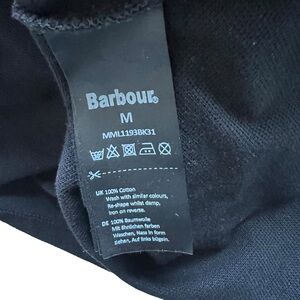 Barbour.
M
MML1193BK31
UK 100% Cotton
Wash with similar colours,
Re-shape whilst damp,
Iron on reverse.
DE 100% Baumwolle
Mit Ähnlichen farben
Waschen, Nass in form
ziehen, Auf links bügeln.